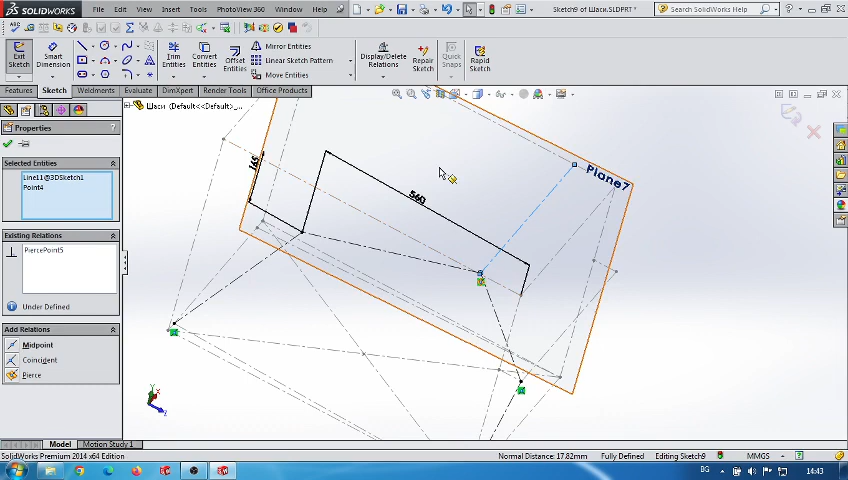 SOLIDWORKS
File Edit View Insert Tools PhotoView 360 Window Help
Sketch9 of Шаси.SLDPRT *
Search SolidWorks Help
Exit Sketch
Smart Dimension
Trim Entities
Convert Entities
Offset Entities
Mirror Entities
Linear Sketch Pattern
Move Entities
Display/Delete Relations
Repair Sketch
Quick Snaps
Rapid Sketch
Features Sketch Weldments Evaluate DimXpert Render Tools Office Products
Шаси (Default<<Default>_...
Properties
Selected Entities
Line11@3DSketch1
Point4
Existing Relations
PiercePoint5
Under Defined
Add Relations
Midpoint
Coincident
Pierce
560
Plane7
Y
X
Z
Model Motion Study 1
SolidWorks Premium 2014 x64 Edition
Normal Distance: 17.82mm Fully Defined Editing Sketch9 MMGS
BG 14:43